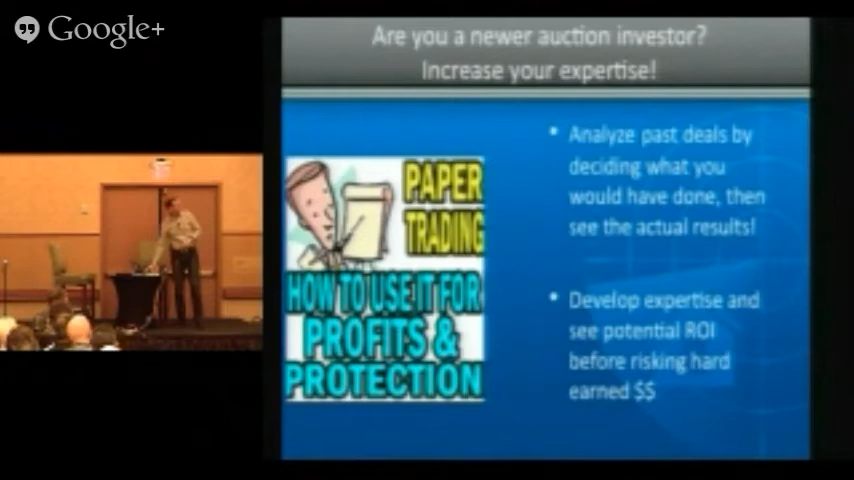 Google+
Are you a newer auction investor?
Increase your expertise!
PAPER
TRADING
HOW TO USE IT FOR
PROFITS &
PROTECTION
• Analyze past deals by
deciding what you
would have done, then
see the actual results!
• Develop expertise and
see potential ROI
before risking hard
earned $$